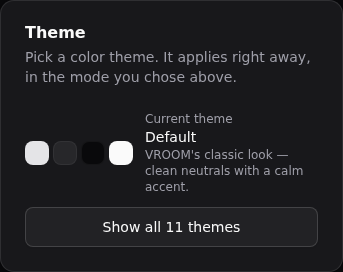 Theme
Pick a color theme. It applies right away,
in the mode you chose above.
Current theme
Default
VROOM's classic look —
clean neutrals with a calm
accent.
Show all 11 themes